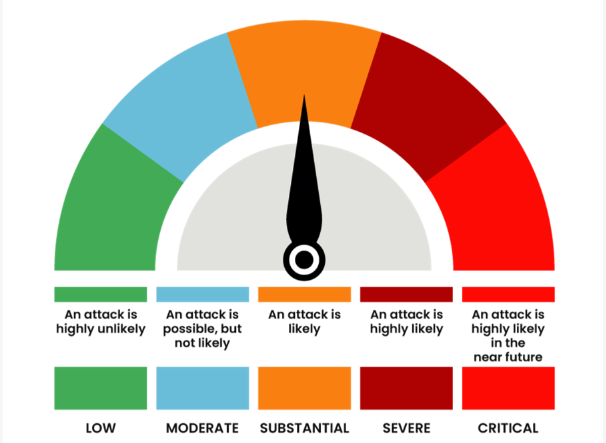 An attack is
highly unlikely
An attack is
possible, but
not likely
An attack is
likely
An attack is
highly likely
An attack is
highly likely
in the
near future
LOW
MODERATE
SUBSTANTIAL
SEVERE
CRITICAL